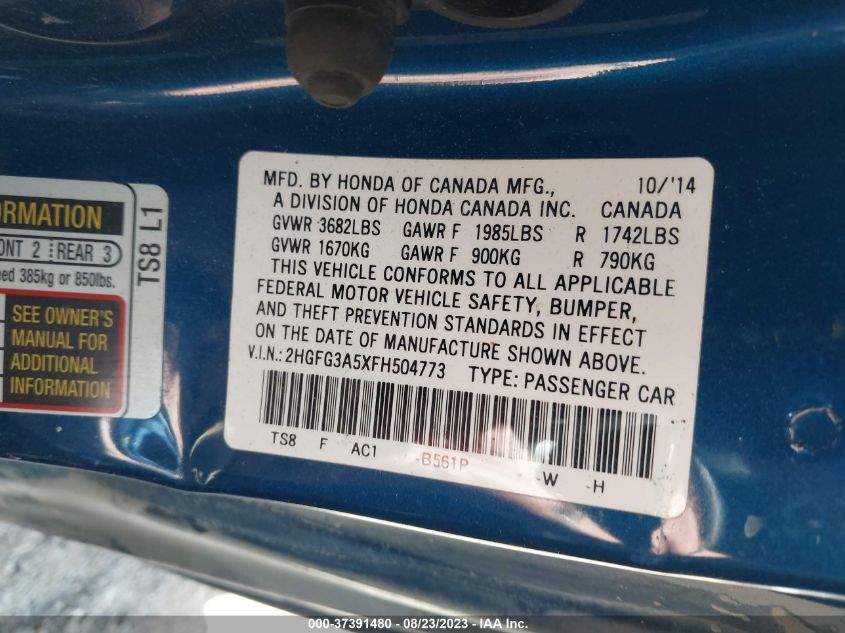 ORMATION
ONT 2 REAR 3
eed 385kg or 850lbs.
SEE OWNER'S
MANUAL FOR
ADDITIONAL
INFORMATION
TS8 L1
MFD. BY HONDA OF CANADA MFG., 10/'14
A DIVISION OF HONDA CANADA INC. CANADA
GVWR 3682LBS GAWR F 1985LBS R 1742LBS
GVWR 1670KG GAWR F 900KG R 790KG
THIS VEHICLE CONFORMS TO ALL APPLICABLE
FEDERAL MOTOR VEHICLE SAFETY, BUMPER,
AND THEFT PREVENTION STANDARDS IN EFFECT
ON THE DATE OF MANUFACTURE SHOWN ABOVE.
V.I.N.: 2HGFG3A5XFH504773 TYPE: PASSENGER CAR
TS8 F AC1 -B561P -W -H
000-37391480 - 08/23/2023 - IAAI.COM